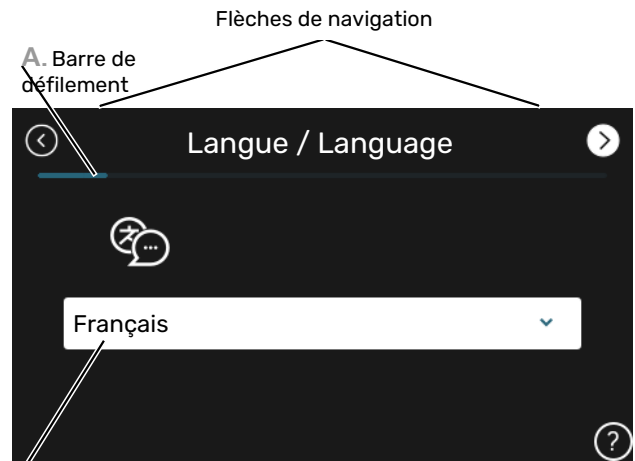 Flèches de navigation
A. Barre de
défilement
Langue / Language
Français
?